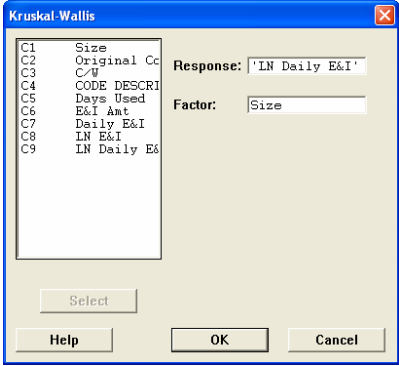 Kruskal-Wallis
C1 Size
C2 Original Cc
C3 C/W
C4 CODE DESCRI
C5 Days Used
C6 E&I Amt
C7 Daily E&I
C8 LN E&I
C9 LN Daily E&
Response: 'LN Daily E&I'
Factor: Size
Select
Help OK Cancel